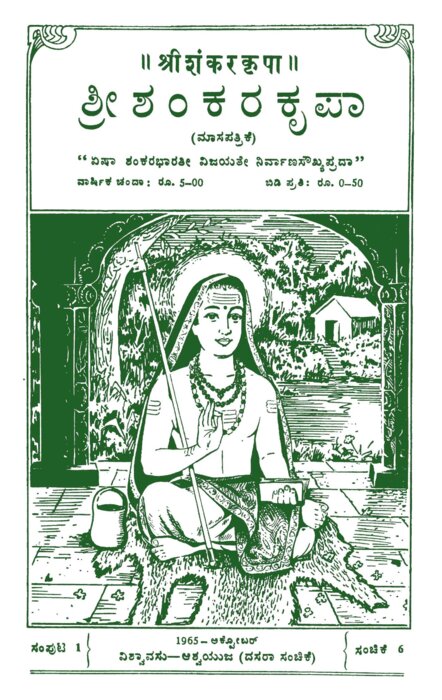 ॥ श्रीशंकरकृपा ॥
ಶ್ರೀಶಂಕರಕೃಪಾ
(ಮಾಸಪತ್ರಿಕೆ)
“ ಏಷಾ ಶಂಕರಭಾರತೀ ವಿಜಯತೇ ನಿರ್ವಾಣಸೌಖ್ಯಪ್ರದಾ”
ವಾರ್ಷಿಕ ಚಂದಾ: ರೂ. 5-00 ಬಿಡಿ ಪ್ರತಿ: ರೂ. 0-50
ಸಂಪುಟ 1
1965 – ಅಕ್ಟೋಬರ್
ವಿಶ್ವಾವಸು–ಆಶ್ವಯುಜ (ದಸರಾ ಸಂಚಿಕೆ)
ಸಂಚಿಕೆ 6